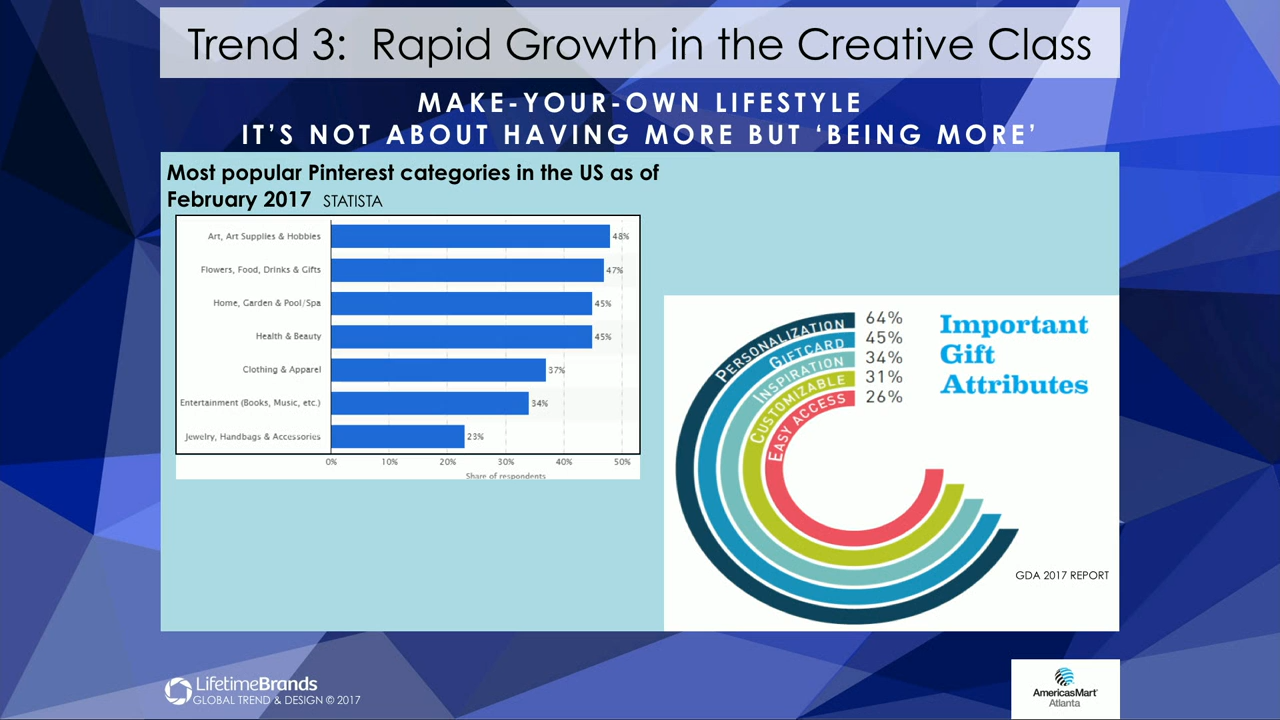 Trend 3: Rapid Growth in the Creative Class
MAKE-YOUR-OWN LIFESTYLE
IT'S NOT ABOUT HAVING MORE BUT ‘BEING MORE’
Most popular Pinterest categories in the US as of
February 2017 STATISTA
Art, Art Supplies & Hobbies 48%
Flowers, Food, Drinks & Gifts 47%
Home, Garden & Pool/Spa 45%
Health & Beauty 45%
Clothing & Apparel 37%
Entertainment (Books, Music, etc.) 34%
Jewelry, Handbags & Accessories 23%
0% 10% 20% 30% 40% 50%
Share of respondents
PERSONALIZATION 64%
GIFTCARD 45%
INSPIRATION 34%
CUSTOMIZABLE 31%
EASY ACCESS 26%
Important
Gift
Attributes
GDA 2017 REPORT
LifetimeBrands
GLOBAL TREND & DESIGN © 2017
AmericasMart
Atlanta